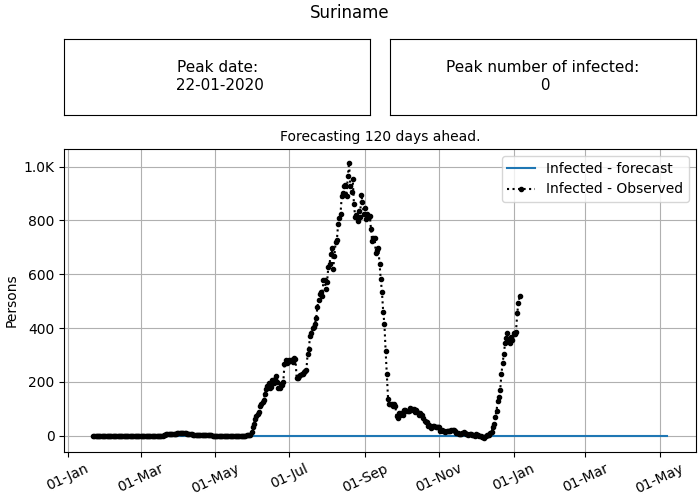 Suriname
Peak date:
22-01-2020
Peak number of infected:
0
Forecasting 120 days ahead.
Infected - forecast
Infected - Observed
1.0K
800
600
400
200
0
Persons
01-Jan
01-Mar
01-May
01-Jul
01-Sep
01-Nov
01-Jan
01-Mar
01-May